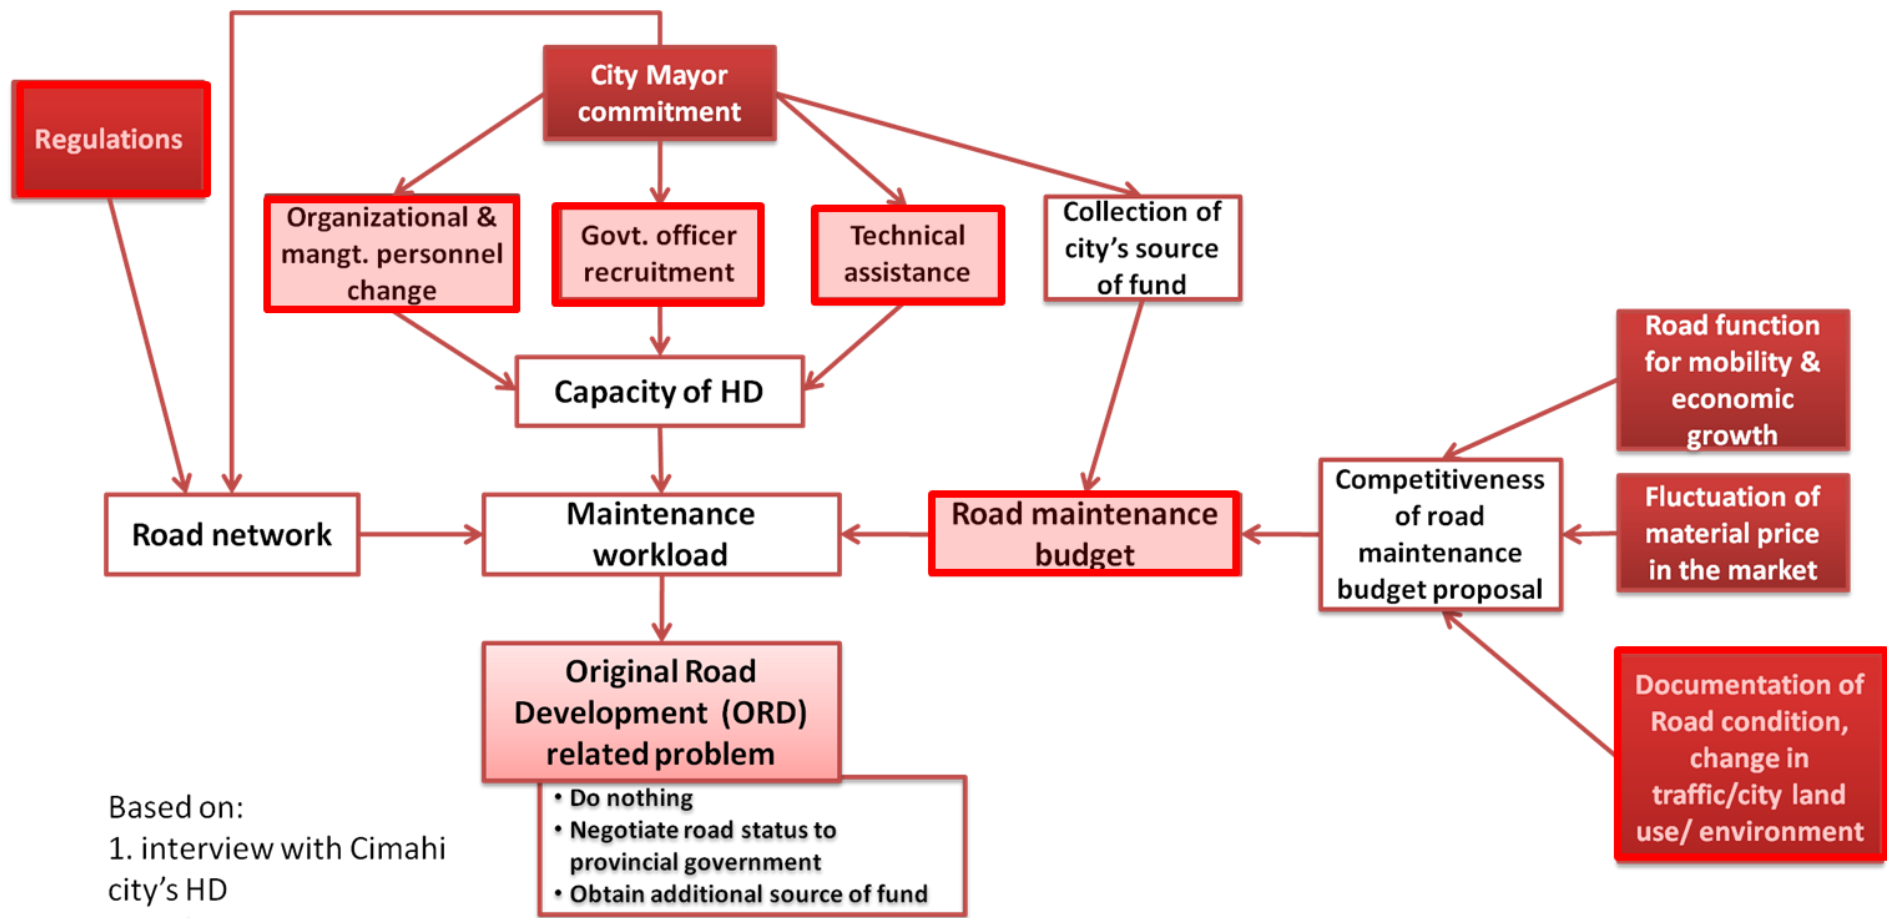 City Mayor
commitment
Regulations
Organizational &
mangt. personnel
change
Govt. officer
recruitment
Technical
assistance
Collection of
city's source
of fund
Capacity of HD
Road function
for mobility &
economic
growth
Road network
Maintenance
workload
Road maintenance
budget
Competitiveness
of road
maintenance
budget proposal
Fluctuation of
material price
in the market
Original Road
Development (ORD)
related problem
Documentation of
Road condition,
change in
traffic/city land
use/ environment
• Do nothing
• Negotiate road status to
provincial government
• Obtain additional source of fund
Based on:
1. interview with Cimahi
city's HD